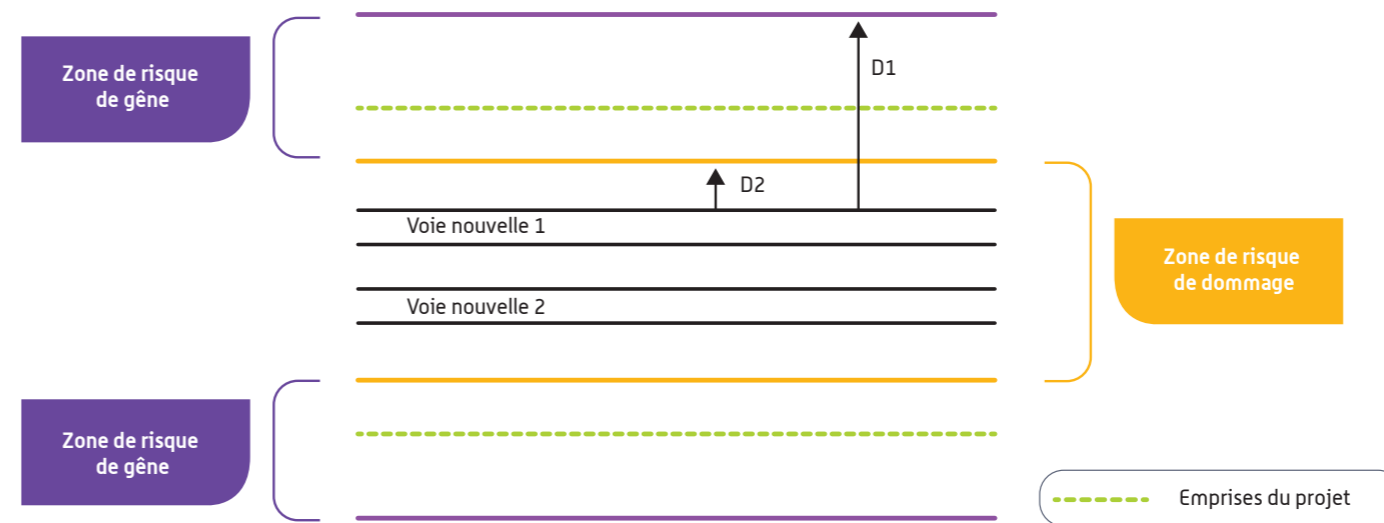 Zone de risque
de gêne
D1
D2
Voie nouvelle 1
Voie nouvelle 2
Zone de risque
de dommage
Zone de risque
de gêne
Emprises du projet